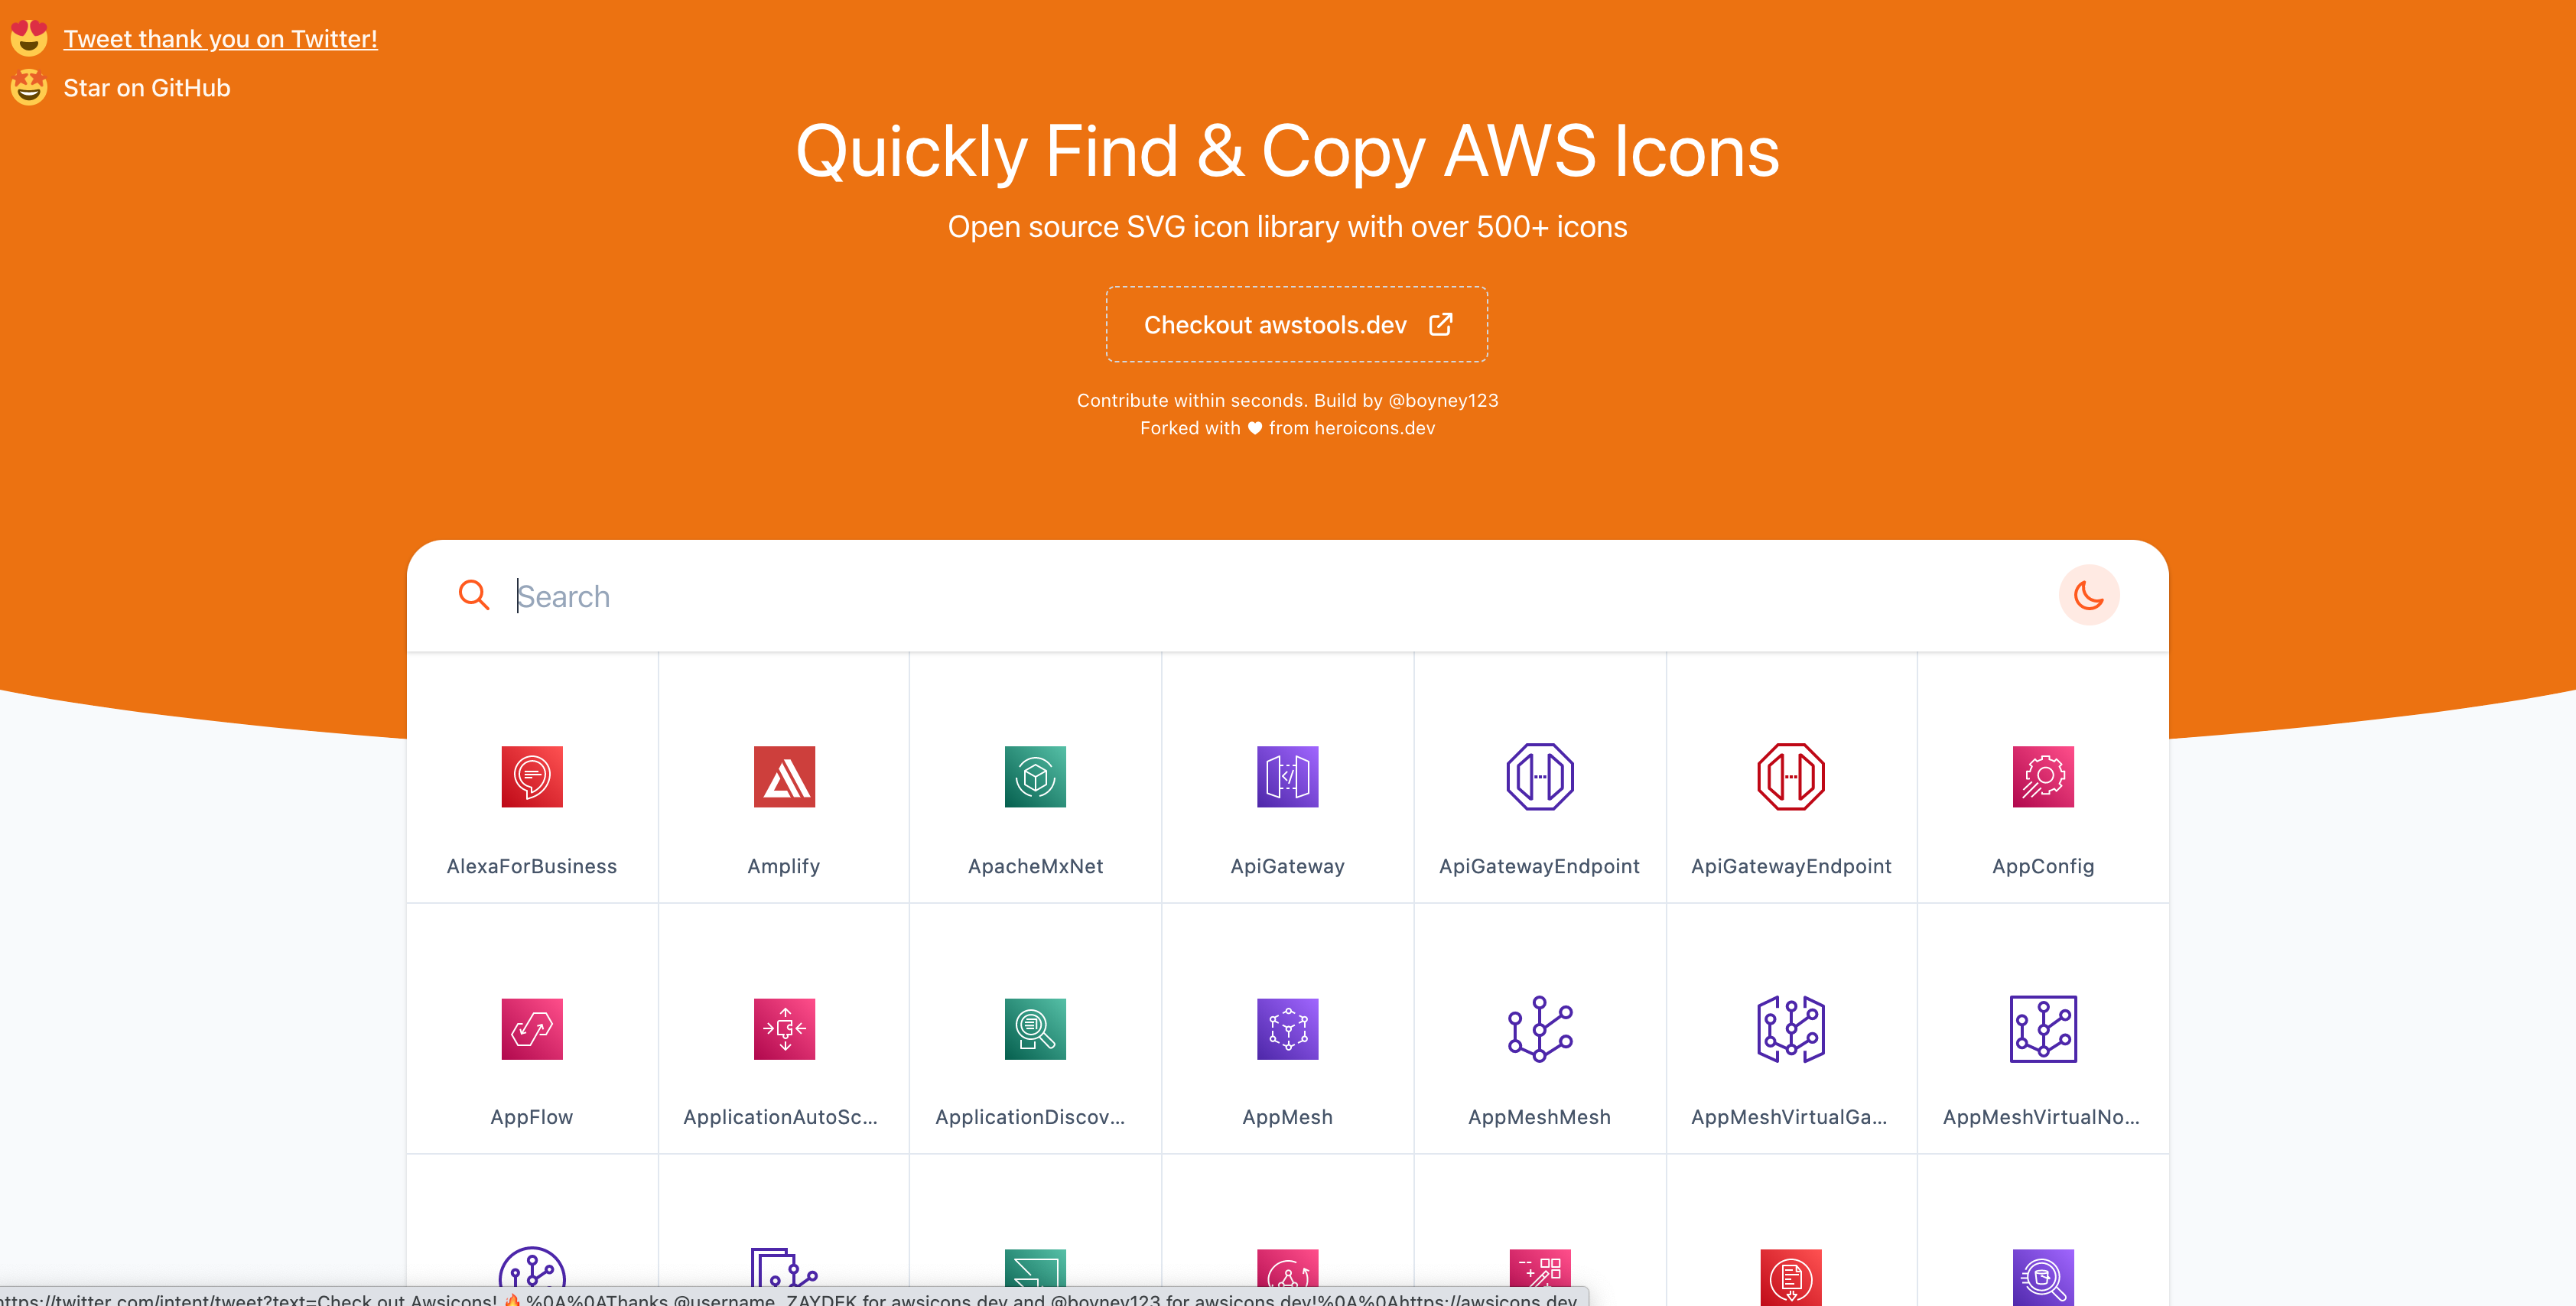 Tweet thank you on Twitter!
Star on GitHub
Quickly Find & Copy AWS Icons
Open source SVG icon library with over 500+ icons
Checkout awstools.dev
Contribute within seconds. Build by @boyney123
Forked with ♥ from heroicons.dev
Search
AlexaForBusiness
Amplify
ApacheMxNet
ApiGateway
ApiGatewayEndpoint
ApiGatewayEndpoint
AppConfig
AppFlow
ApplicationAutoSc...
ApplicationDiscov...
AppMesh
AppMeshMesh
AppMeshVirtualGa...
AppMeshVirtualNo...
https://twitter.com/intent/tweet?text=Check out Awsicons! 🔥%0A%0AThanks @username_ZAYDEK for awsicons.dev and @boyney123 for awsicons.dev!%0A%0Ahttps://awsicons.dev